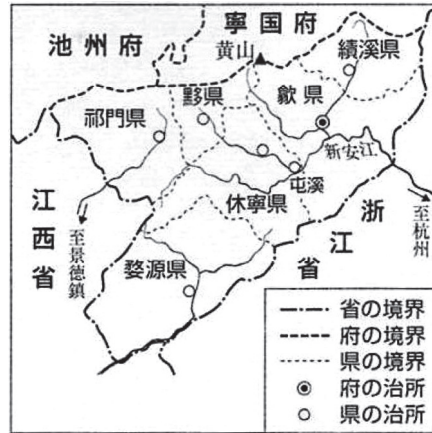 寧国府
池州府
黄山
績溪県
歙県
黟県
祁門県
新安江
屯溪
休寧県
江西省
浙江省
至景德鎮
至杭州
婺源県
省の境界
府の境界
県の境界
府の治所
県の治所